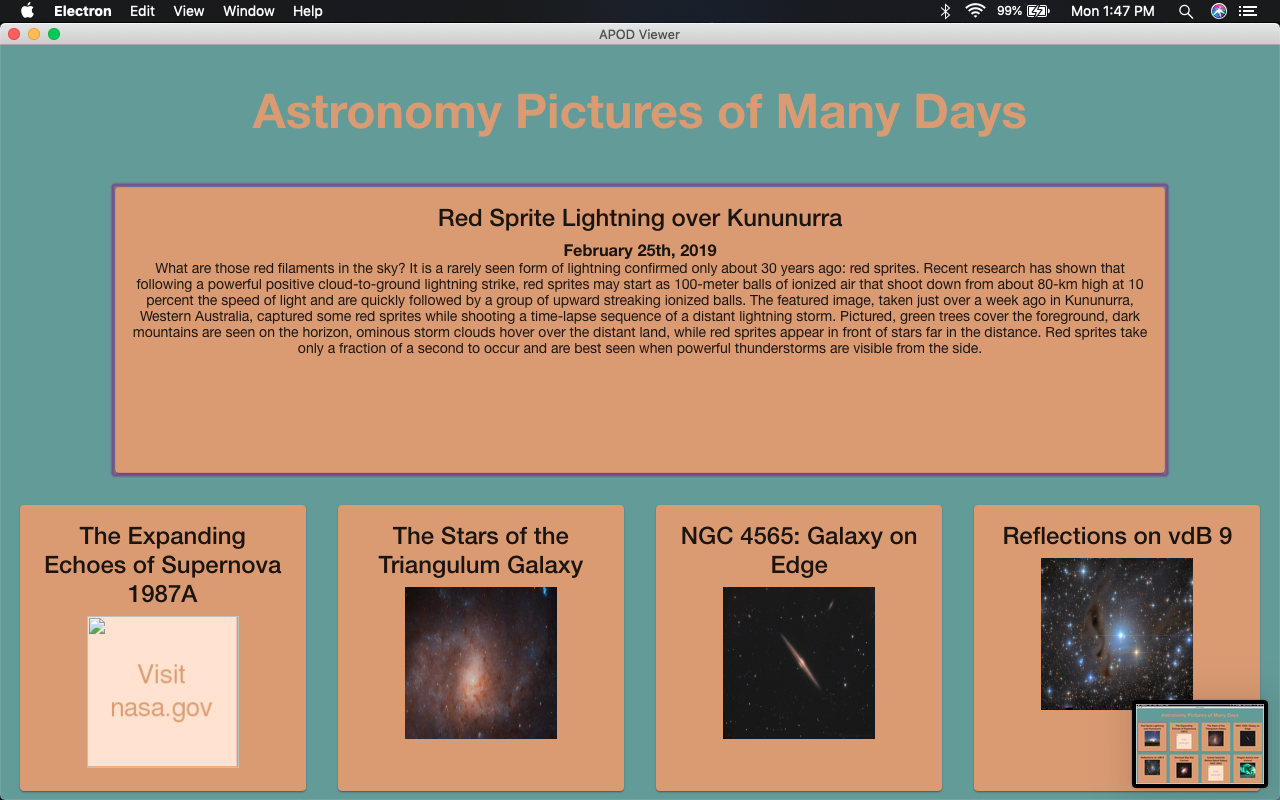 Electron Edit View Window Help 99% Mon 1:47 PM
APOD Viewer
Astronomy Pictures of Many Days
Red Sprite Lightning over Kununurra
February 25th, 2019
What are those red filaments in the sky? It is a rarely seen form of lightning confirmed only about 30 years ago: red sprites. Recent research has shown that
following a powerful positive cloud-to-ground lightning strike, red sprites may start as 100-meter balls of ionized air that shoot down from about 80-km high at 10
percent the speed of light and are quickly followed by a group of upward streaking ionized balls. The featured image, taken just over a week ago in Kununurra,
Western Australia, captured some red sprites while shooting a time-lapse sequence of a distant lightning storm. Pictured, green trees cover the foreground, dark
mountains are seen on the horizon, ominous storm clouds hover over the distant land, while red sprites appear in front of stars far in the distance. Red sprites take
only a fraction of a second to occur and are best seen when powerful thunderstorms are visible from the side.
The Expanding
Echoes of Supernova
1987A
Visit
nasa.gov
The Stars of the
Triangulum Galaxy
NGC 4565: Galaxy on
Edge
Reflections on vdB 9
Astronomy Pictures of Many Days